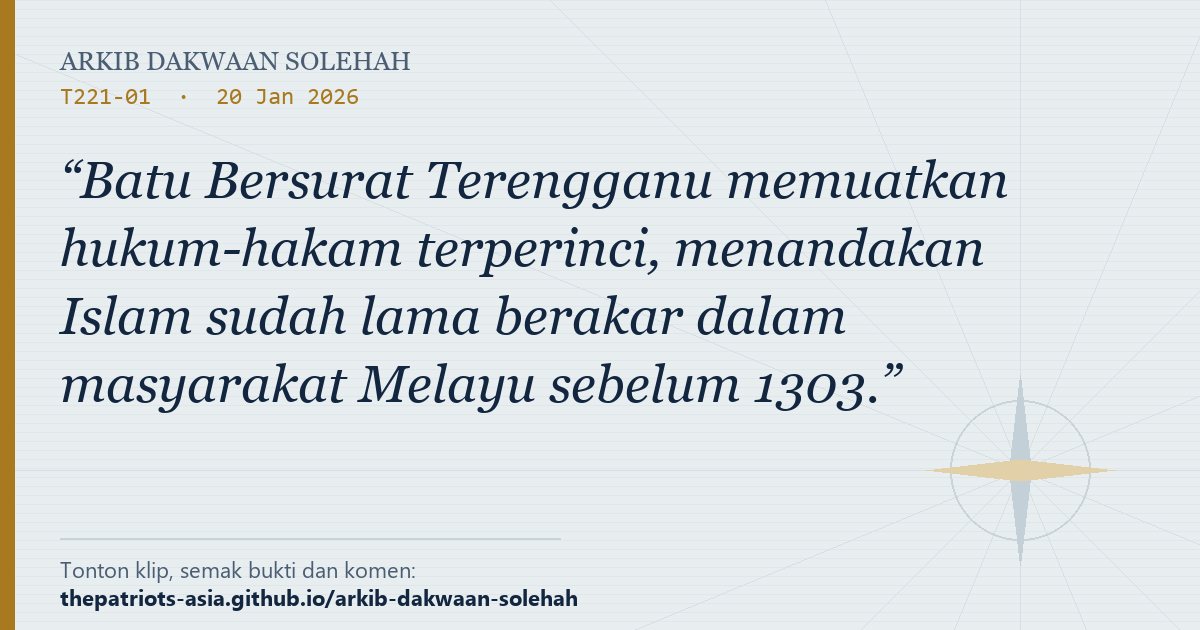 ARKIB DAKWAAN SOLEHAH
T221-01 · 20 Jan 2026
“Batu Bersurat Terengganu memuatkan
hukum-hakam terperinci, menandakan
Islam sudah lama berakar dalam
masyarakat Melayu sebelum 1303.”
Tonton klip, semak bukti dan komen:
thepatriots-asia.github.io/arkib-dakwaan-solehah